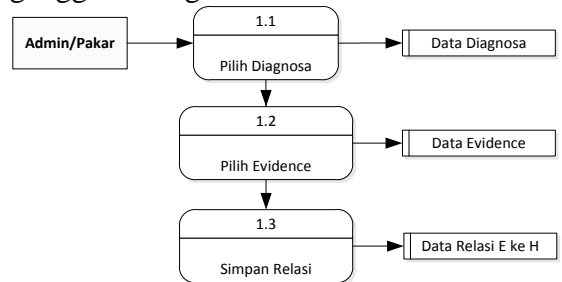 1.1
Admin/Pakar
Pilih Diagnosa
Data Diagnosa
1.2
Pilih Evidence
Data Evidence
1.3
Simpan Relasi
Data Relasi E ke H